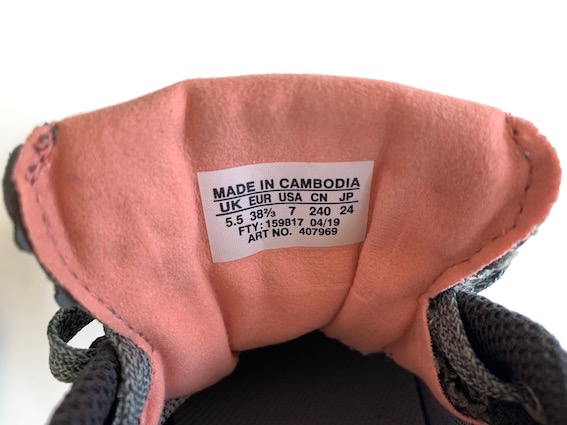 MADE IN CAMBODIA
UK EUR USA CN JP
5.5 38⅔ 7 240 24
FTY: 159817 04/19
ART NO. 407969